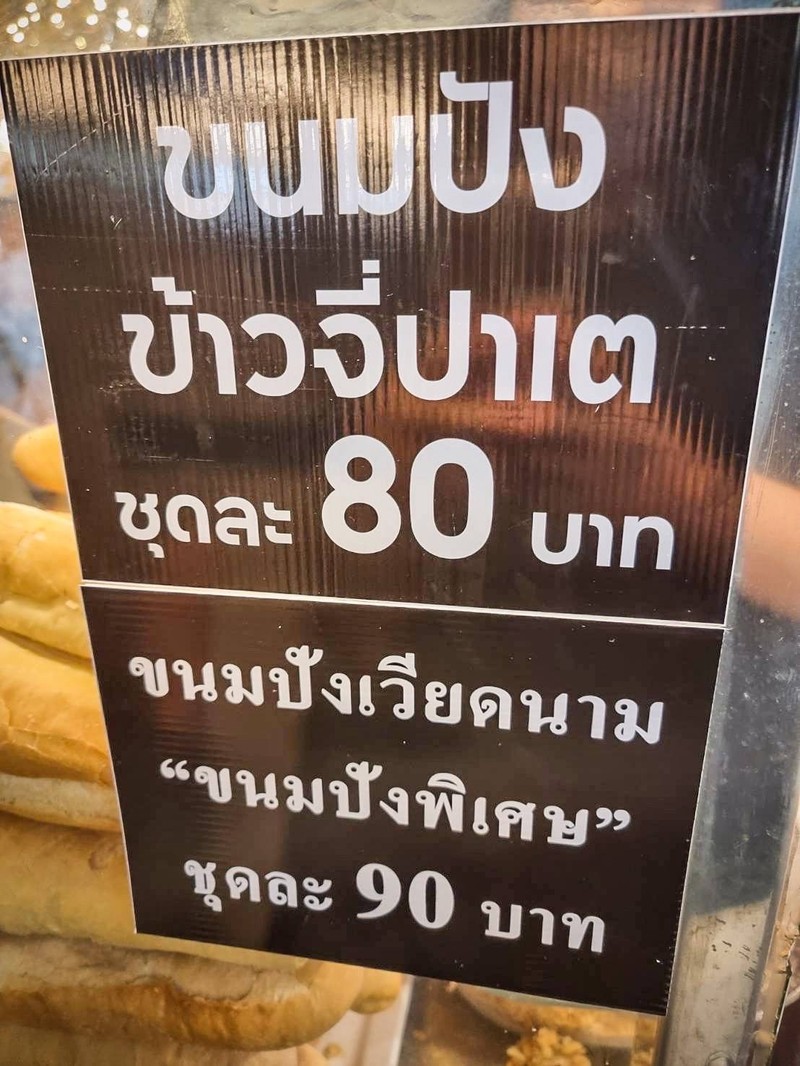 ขนมปัง
ข้าวจี่ปาเต
ชุดละ 80 บาท
ขนมปังเวียดนาม
“ขนมปังพิเศษ”
ชุดละ 90 บาท